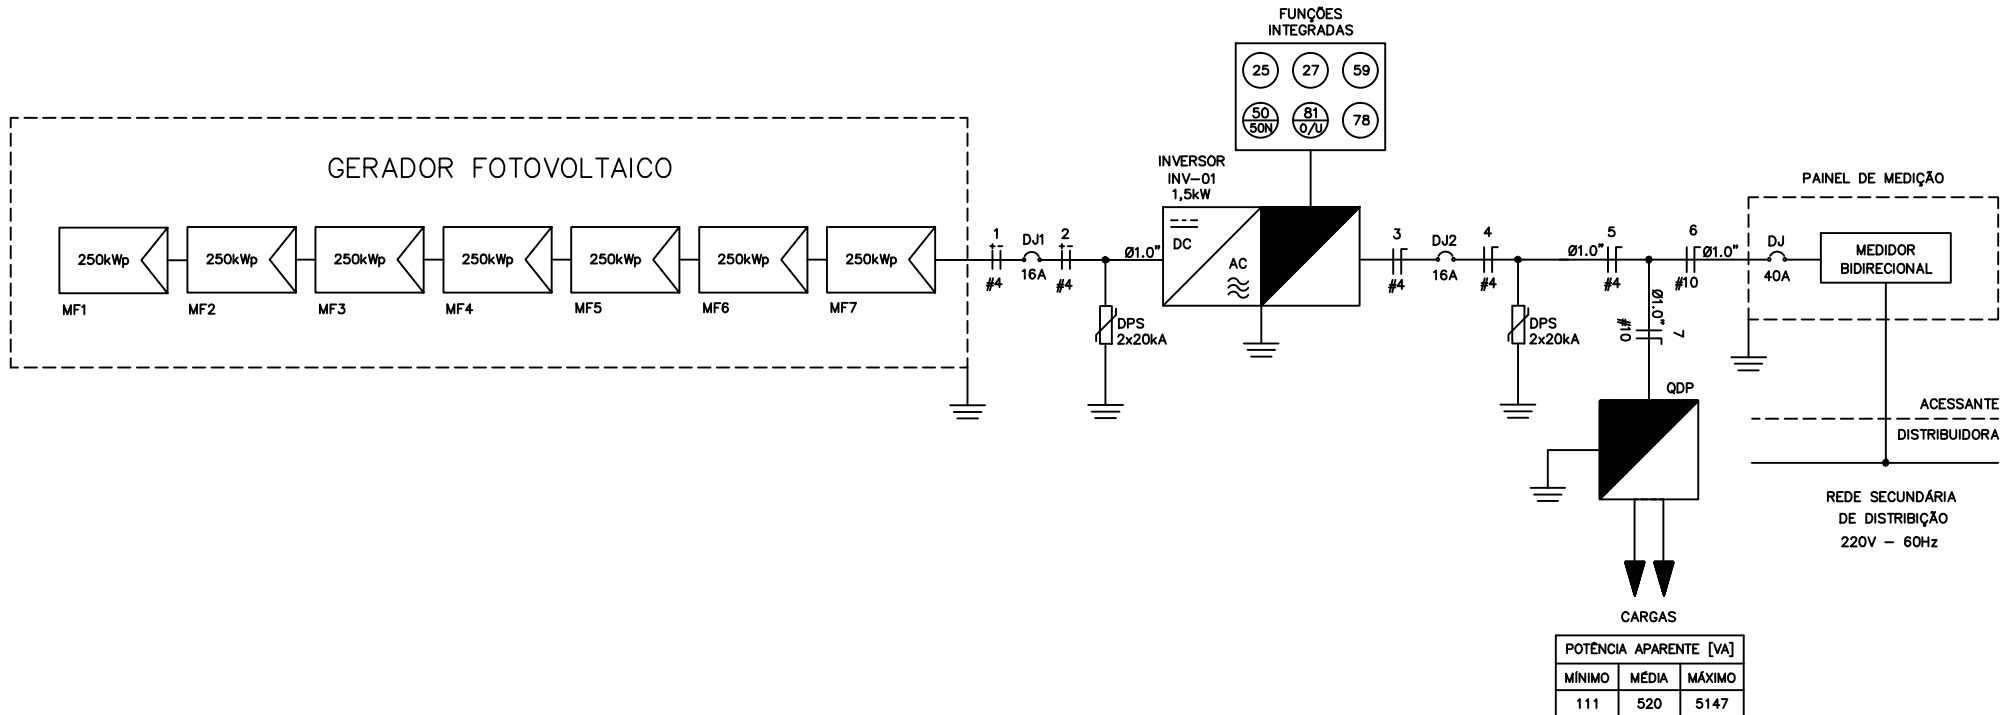 FUNÇÕES
INTEGRADAS
25
27
59
50
50N
81
O/U
78
GERADOR FOTOVOLTAICO
250kWp
250kWp
250kWp
250kWp
250kWp
250kWp
250kWp
MF1
MF2
MF3
MF4
MF5
MF6
MF7
1
+-
#4
DJ1
16A
2
+-
#4
DPS
2x20kA
Ø1.0"
INVERSOR
INV-01
1,5kW
DC
AC
3
#4
DJ2
16A
4
#4
DPS
2x20kA
Ø1.0"
5
#4
6
#10
Ø1.0"
Ø1.0"
#10
7
PAINEL DE MEDIÇÃO
DJ
40A
MEDIDOR
BIDIRECIONAL
ACESSANTE
DISTRIBUIDORA
REDE SECUNDÁRIA
DE DISTRIBIÇÃO
220V - 60Hz
QDP
CARGAS
POTÊNCIA APARENTE [VA]
MÍNIMO MÉDIA MÁXIMO
111 520 5147